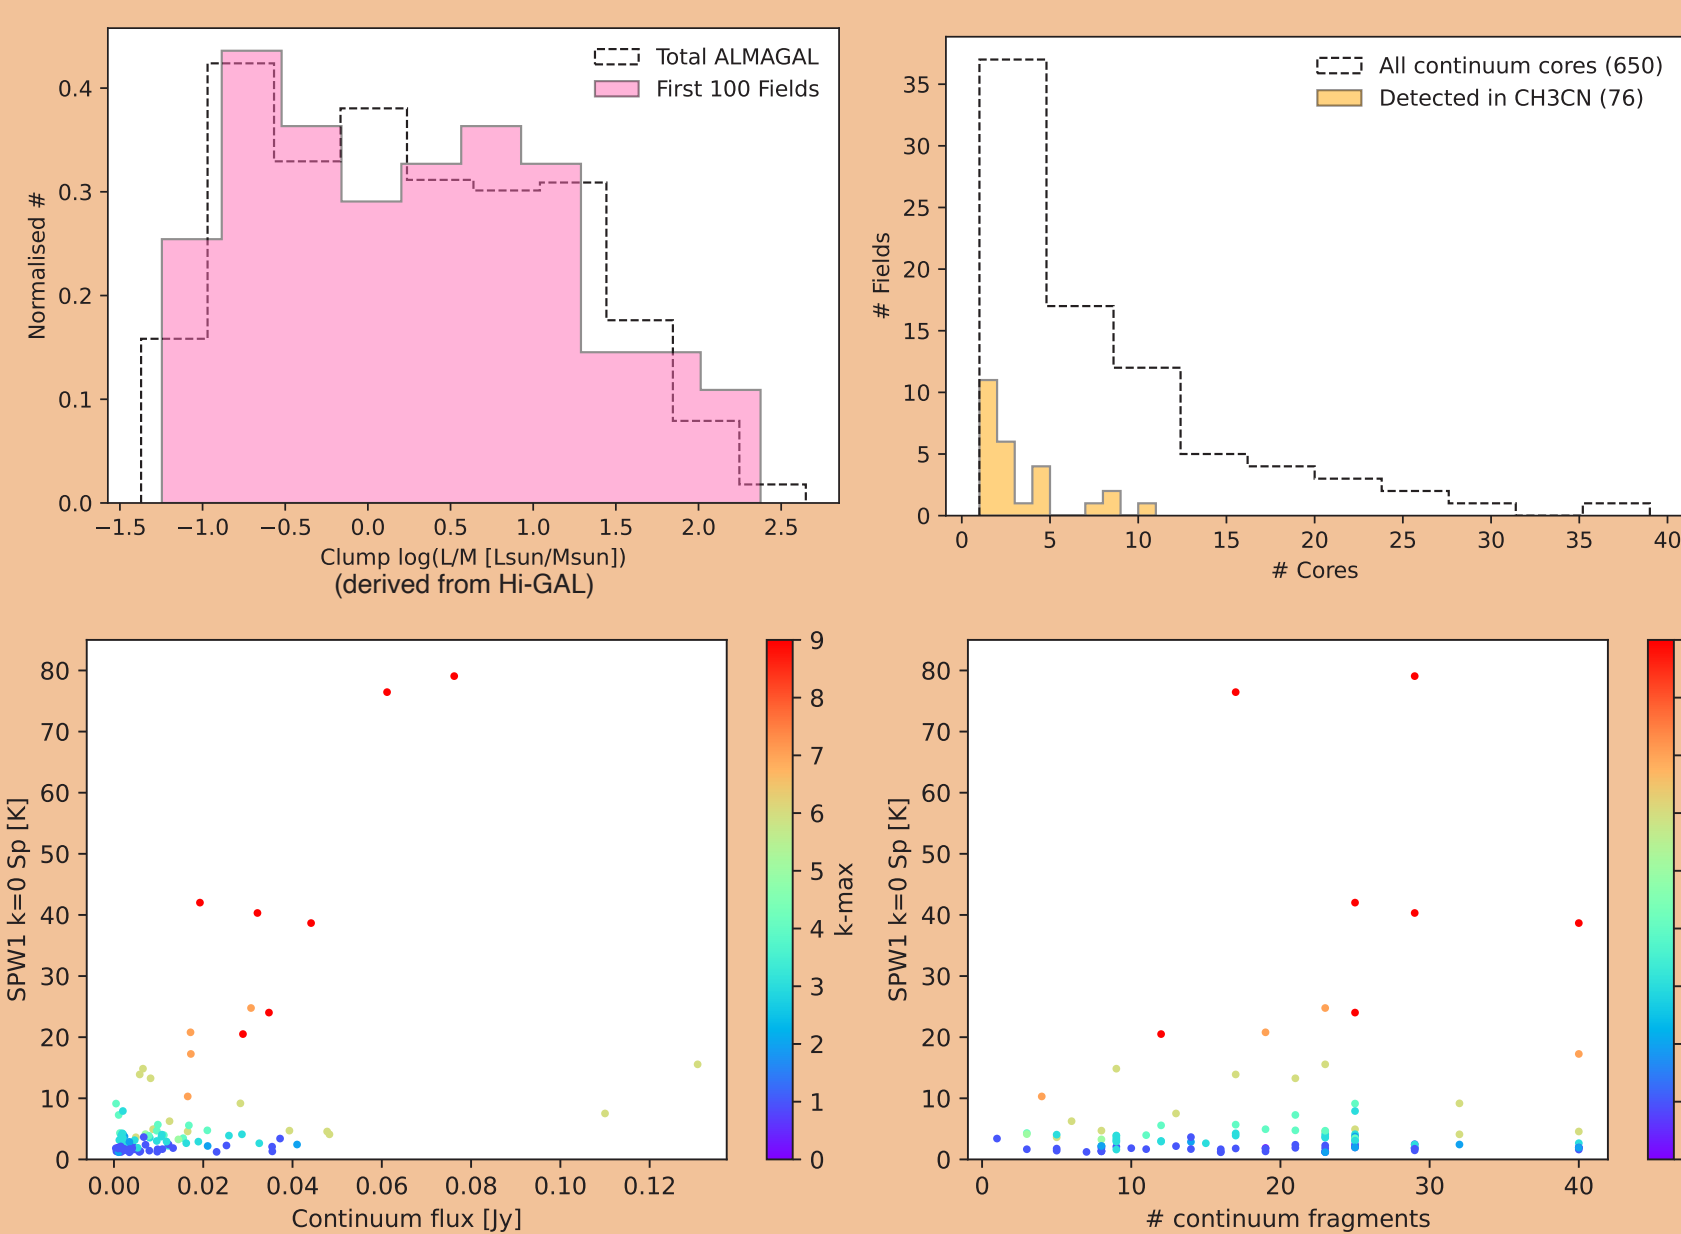 Total ALMAGAL
First 100 Fields
Normalised #
0.4
0.3
0.2
0.1
0.0
−1.5 −1.0 −0.5 0.0 0.5 1.0 1.5 2.0 2.5
Clump log(L/M [Lsun/Msun])
(derived from Hi-GAL)
All continuum cores (650)
Detected in CH3CN (76)
# Fields
35
30
25
20
15
10
5
0
0 5 10 15 20 25 30 35 40
# Cores
SPW1 k=0 Sp [K]
80
70
60
50
40
30
20
10
0
0.00 0.02 0.04 0.06 0.08 0.10 0.12
Continuum flux [Jy]
9
8
7
6
5
4
3
2
1
0
k-max
SPW1 k=0 Sp [K]
80
70
60
50
40
30
20
10
0
0 10 20 30 40
# continuum fragments